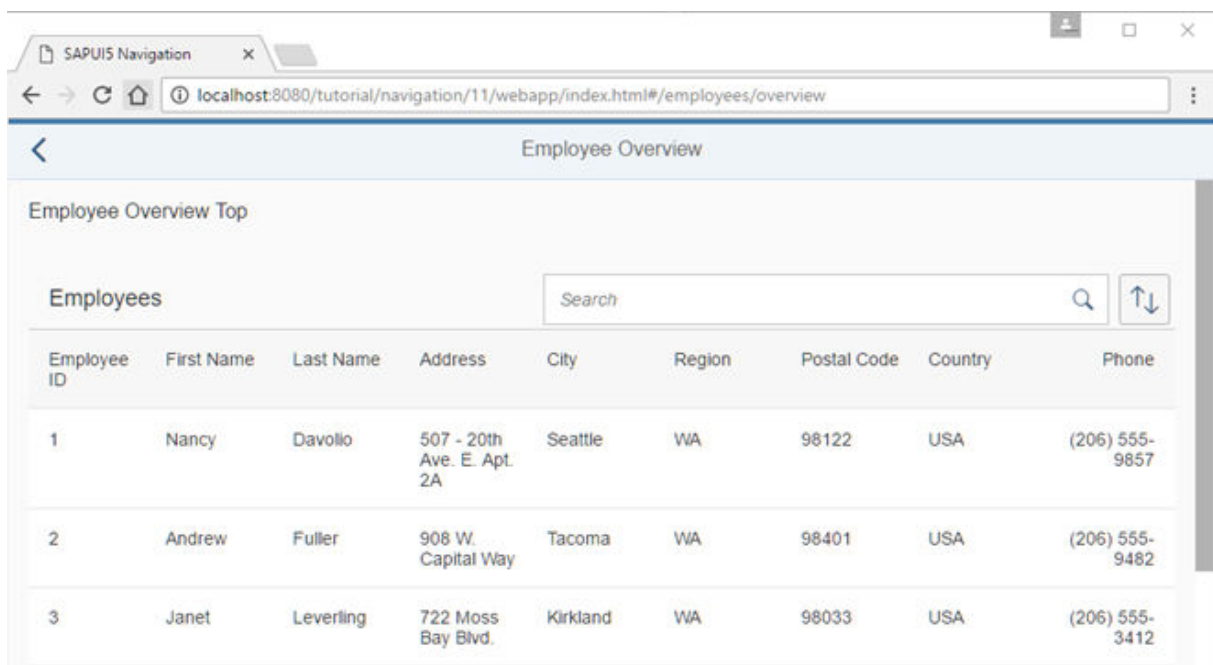 SAPUI5 Navigation
localhost:8080/tutorial/navigation/11/webapp/index.html#/employees/overview
Employee Overview
Employee Overview Top
Employees Search
Employee ID First Name Last Name Address City Region Postal Code Country Phone
1 Nancy Davolio 507 - 20th Ave. E. Apt. 2A Seattle WA 98122 USA (206) 555-9857
2 Andrew Fuller 908 W. Capital Way Tacoma WA 98401 USA (206) 555-9482
3 Janet Leverling 722 Moss Bay Blvd. Kirkland WA 98033 USA (206) 555-3412